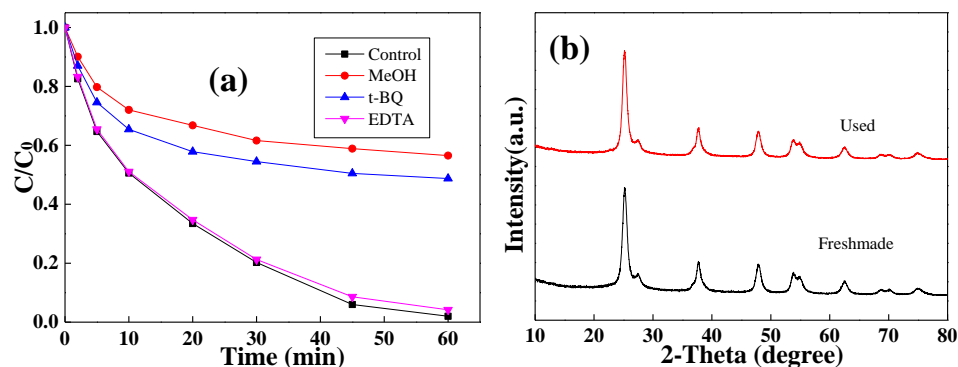 (a)
Control
MeOH
t-BQ
EDTA
C/C0
1.0
0.8
0.6
0.4
0.2
0.0
0 10 20 30 40 50 60
Time (min)
(b)
Used
Freshmade
Intensity(a.u.)
10 20 30 40 50 60 70 80
2-Theta (degree)